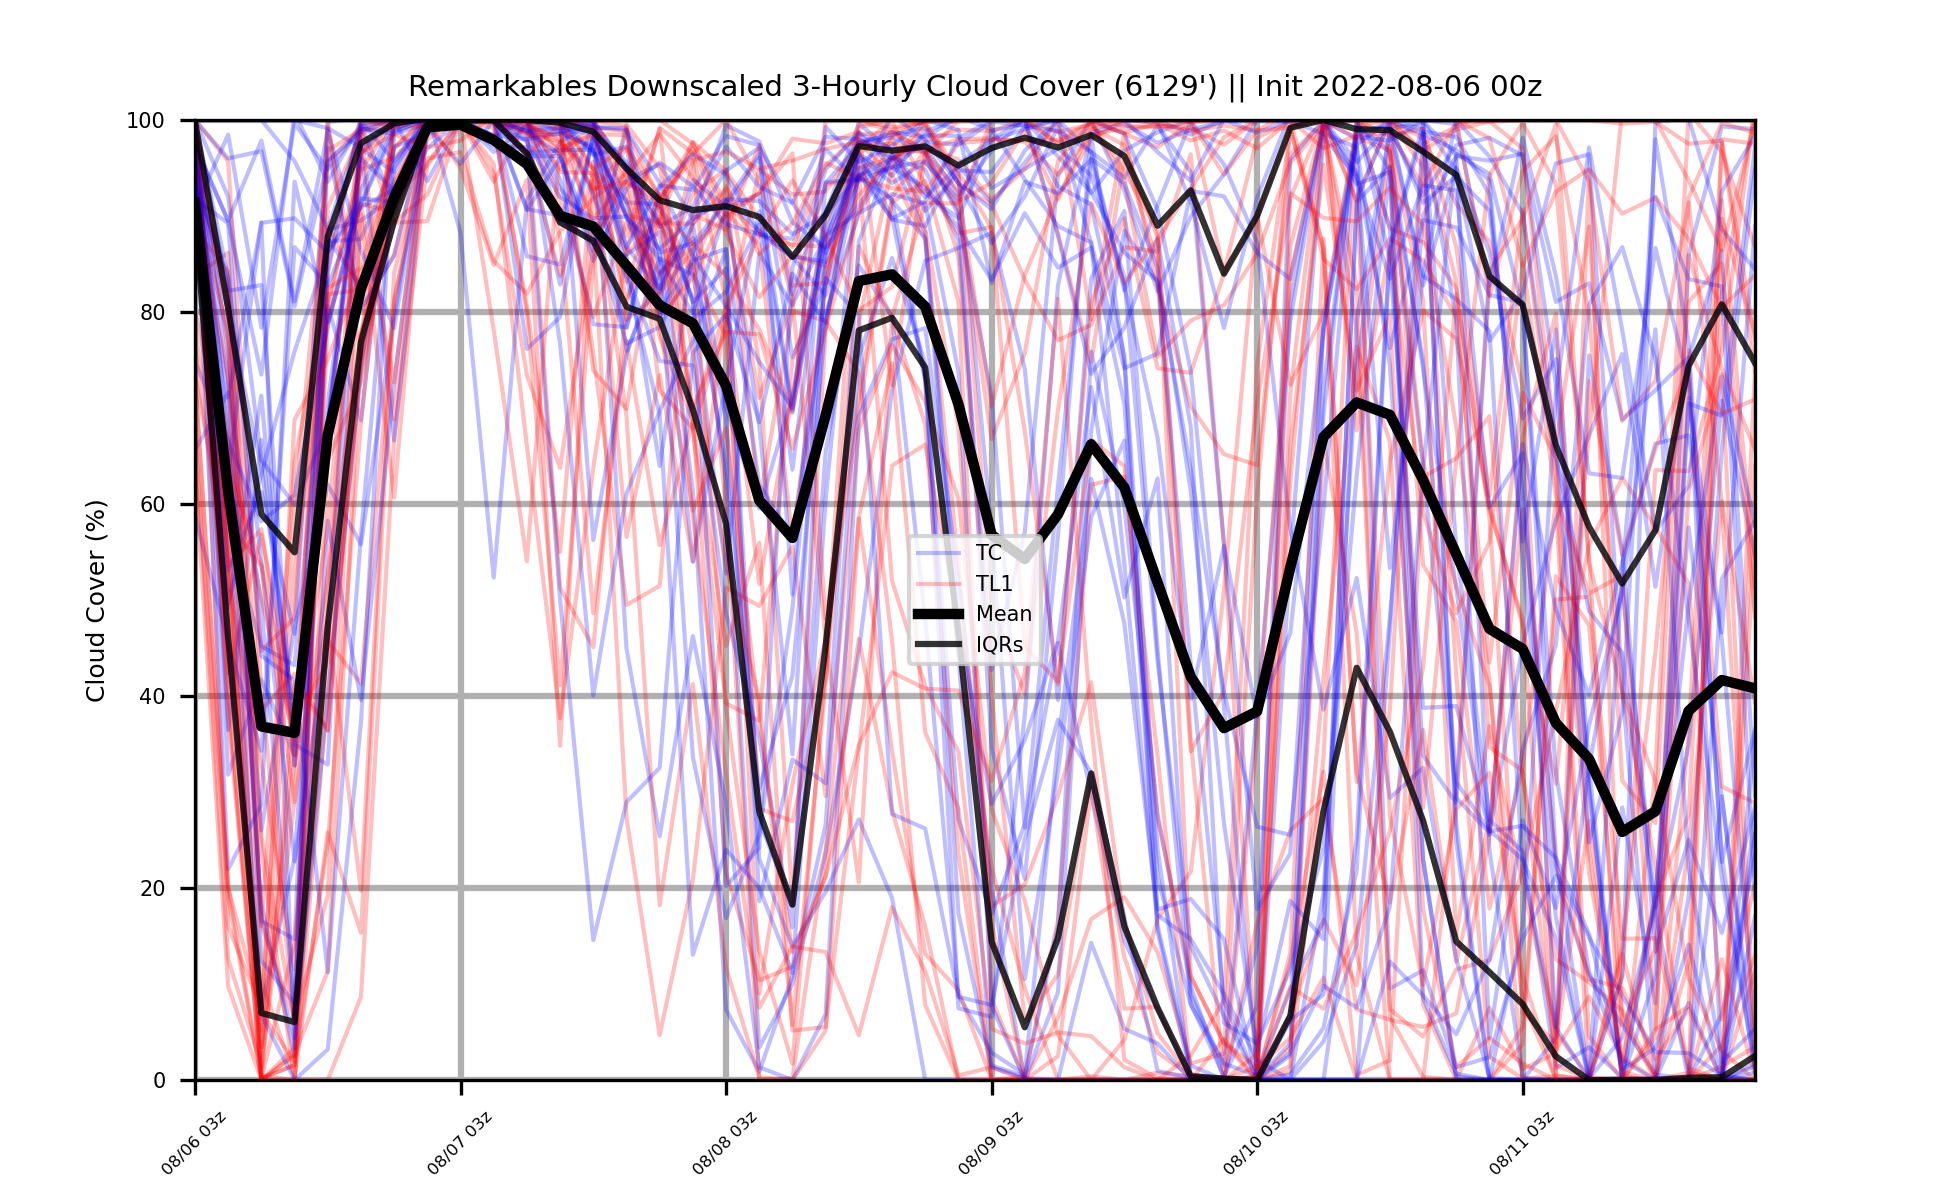 Remarkables Downscaled 3-Hourly Cloud Cover (6129') || Init 2022-08-06 00z
Cloud Cover (%)
100
80
60
40
20
0
TC
TL1
Mean
IQRs
08/06 03z
08/07 03z
08/08 03z
08/09 03z
08/10 03z
08/11 03z